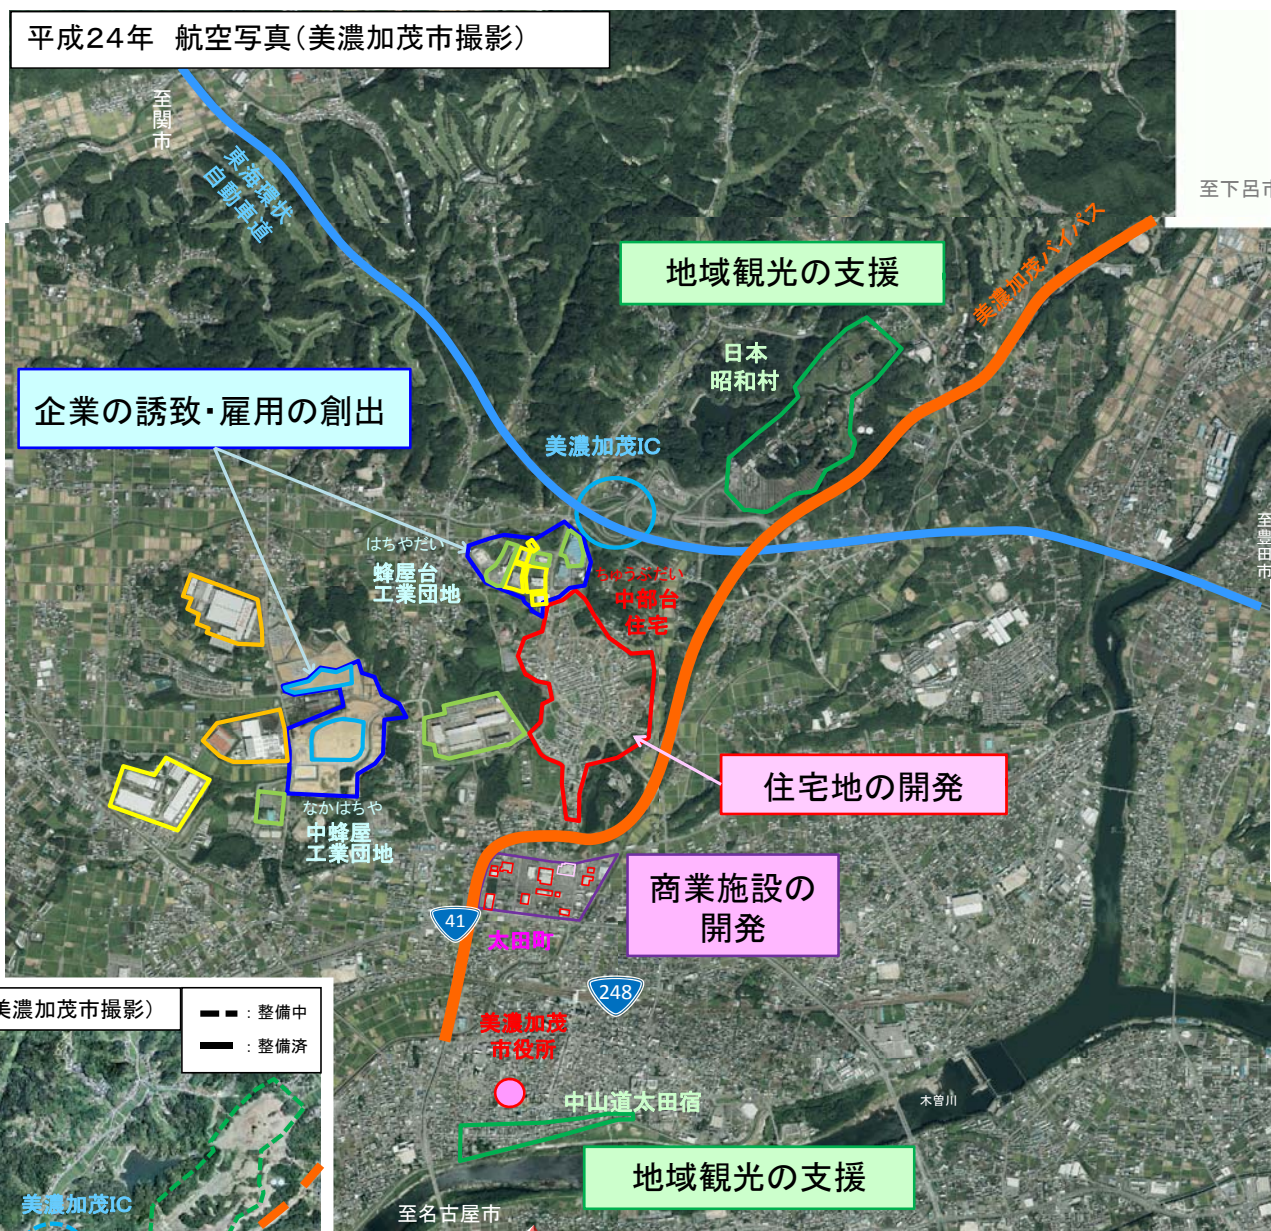 平成24年 航空写真(美濃加茂市撮影)
至関市
東海環状
自動車道
至下呂市
美濃加茂バイパス
地域観光の支援
日本
昭和村
企業の誘致・雇用の創出
美濃加茂IC
至豊田市
はちやだい
蜂屋台
工業団地
ちゅうぶだい
中部台
住宅
住宅地の開発
なかはちや
中蜂屋
工業団地
商業施設の
開発
41
太田町
248
美濃加茂市撮影)
:整備中
:整備済
美濃加茂
市役所
中山道太田宿
木曽川
地域観光の支援
美濃加茂IC
至名古屋市